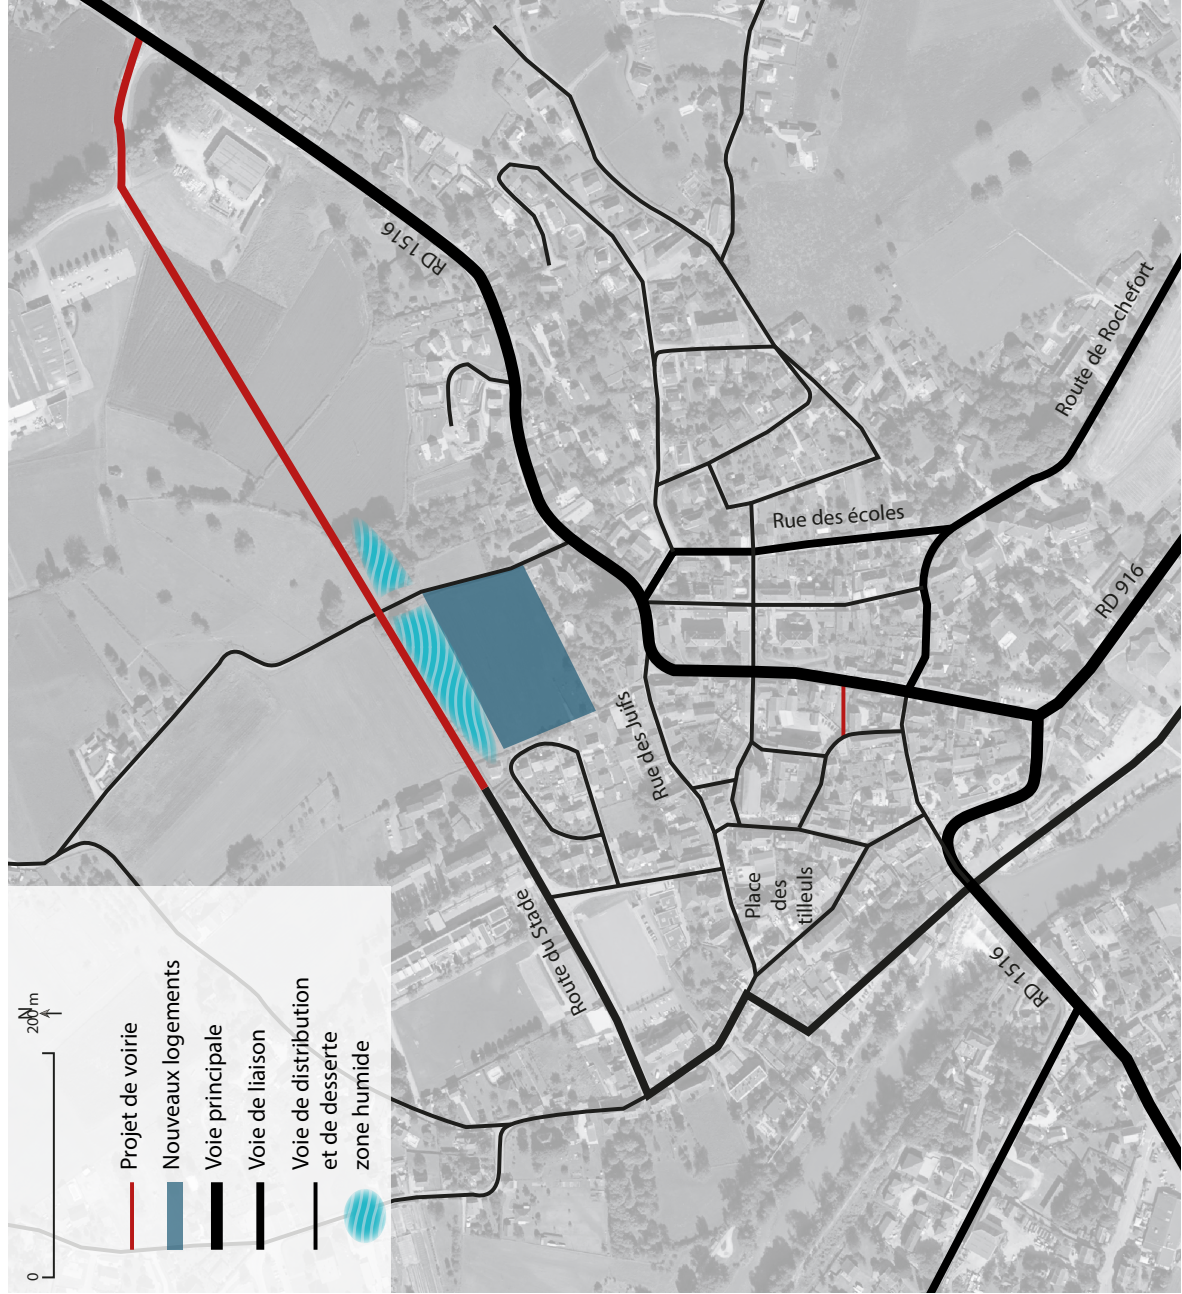 0
200 m
N
Projet de voirie
Nouveaux logements
Voie principale
Voie de liaison
Voie de distribution
et de desserte
zone humide
RD 1516
Route de Rochefort
Rue des écoles
RD 916
Rue des Juifs
Place
des
tilleuls
Route du Stade
RD 1516